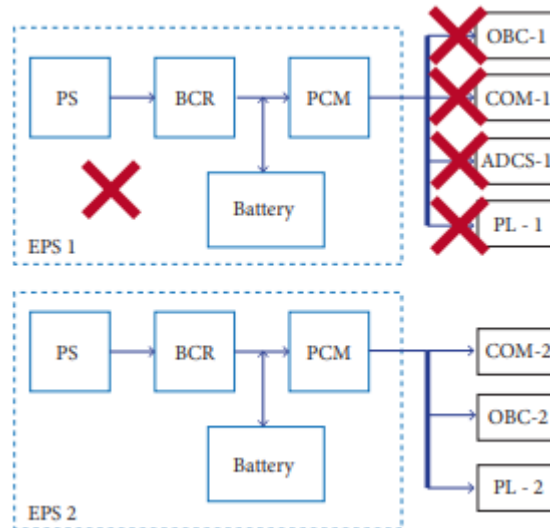 PS
BCR
PCM
Battery
EPS 1
OBC-1
COM-1
ADCS-1
PL - 1
PS
BCR
PCM
Battery
EPS 2
COM-2
OBC-2
PL - 2